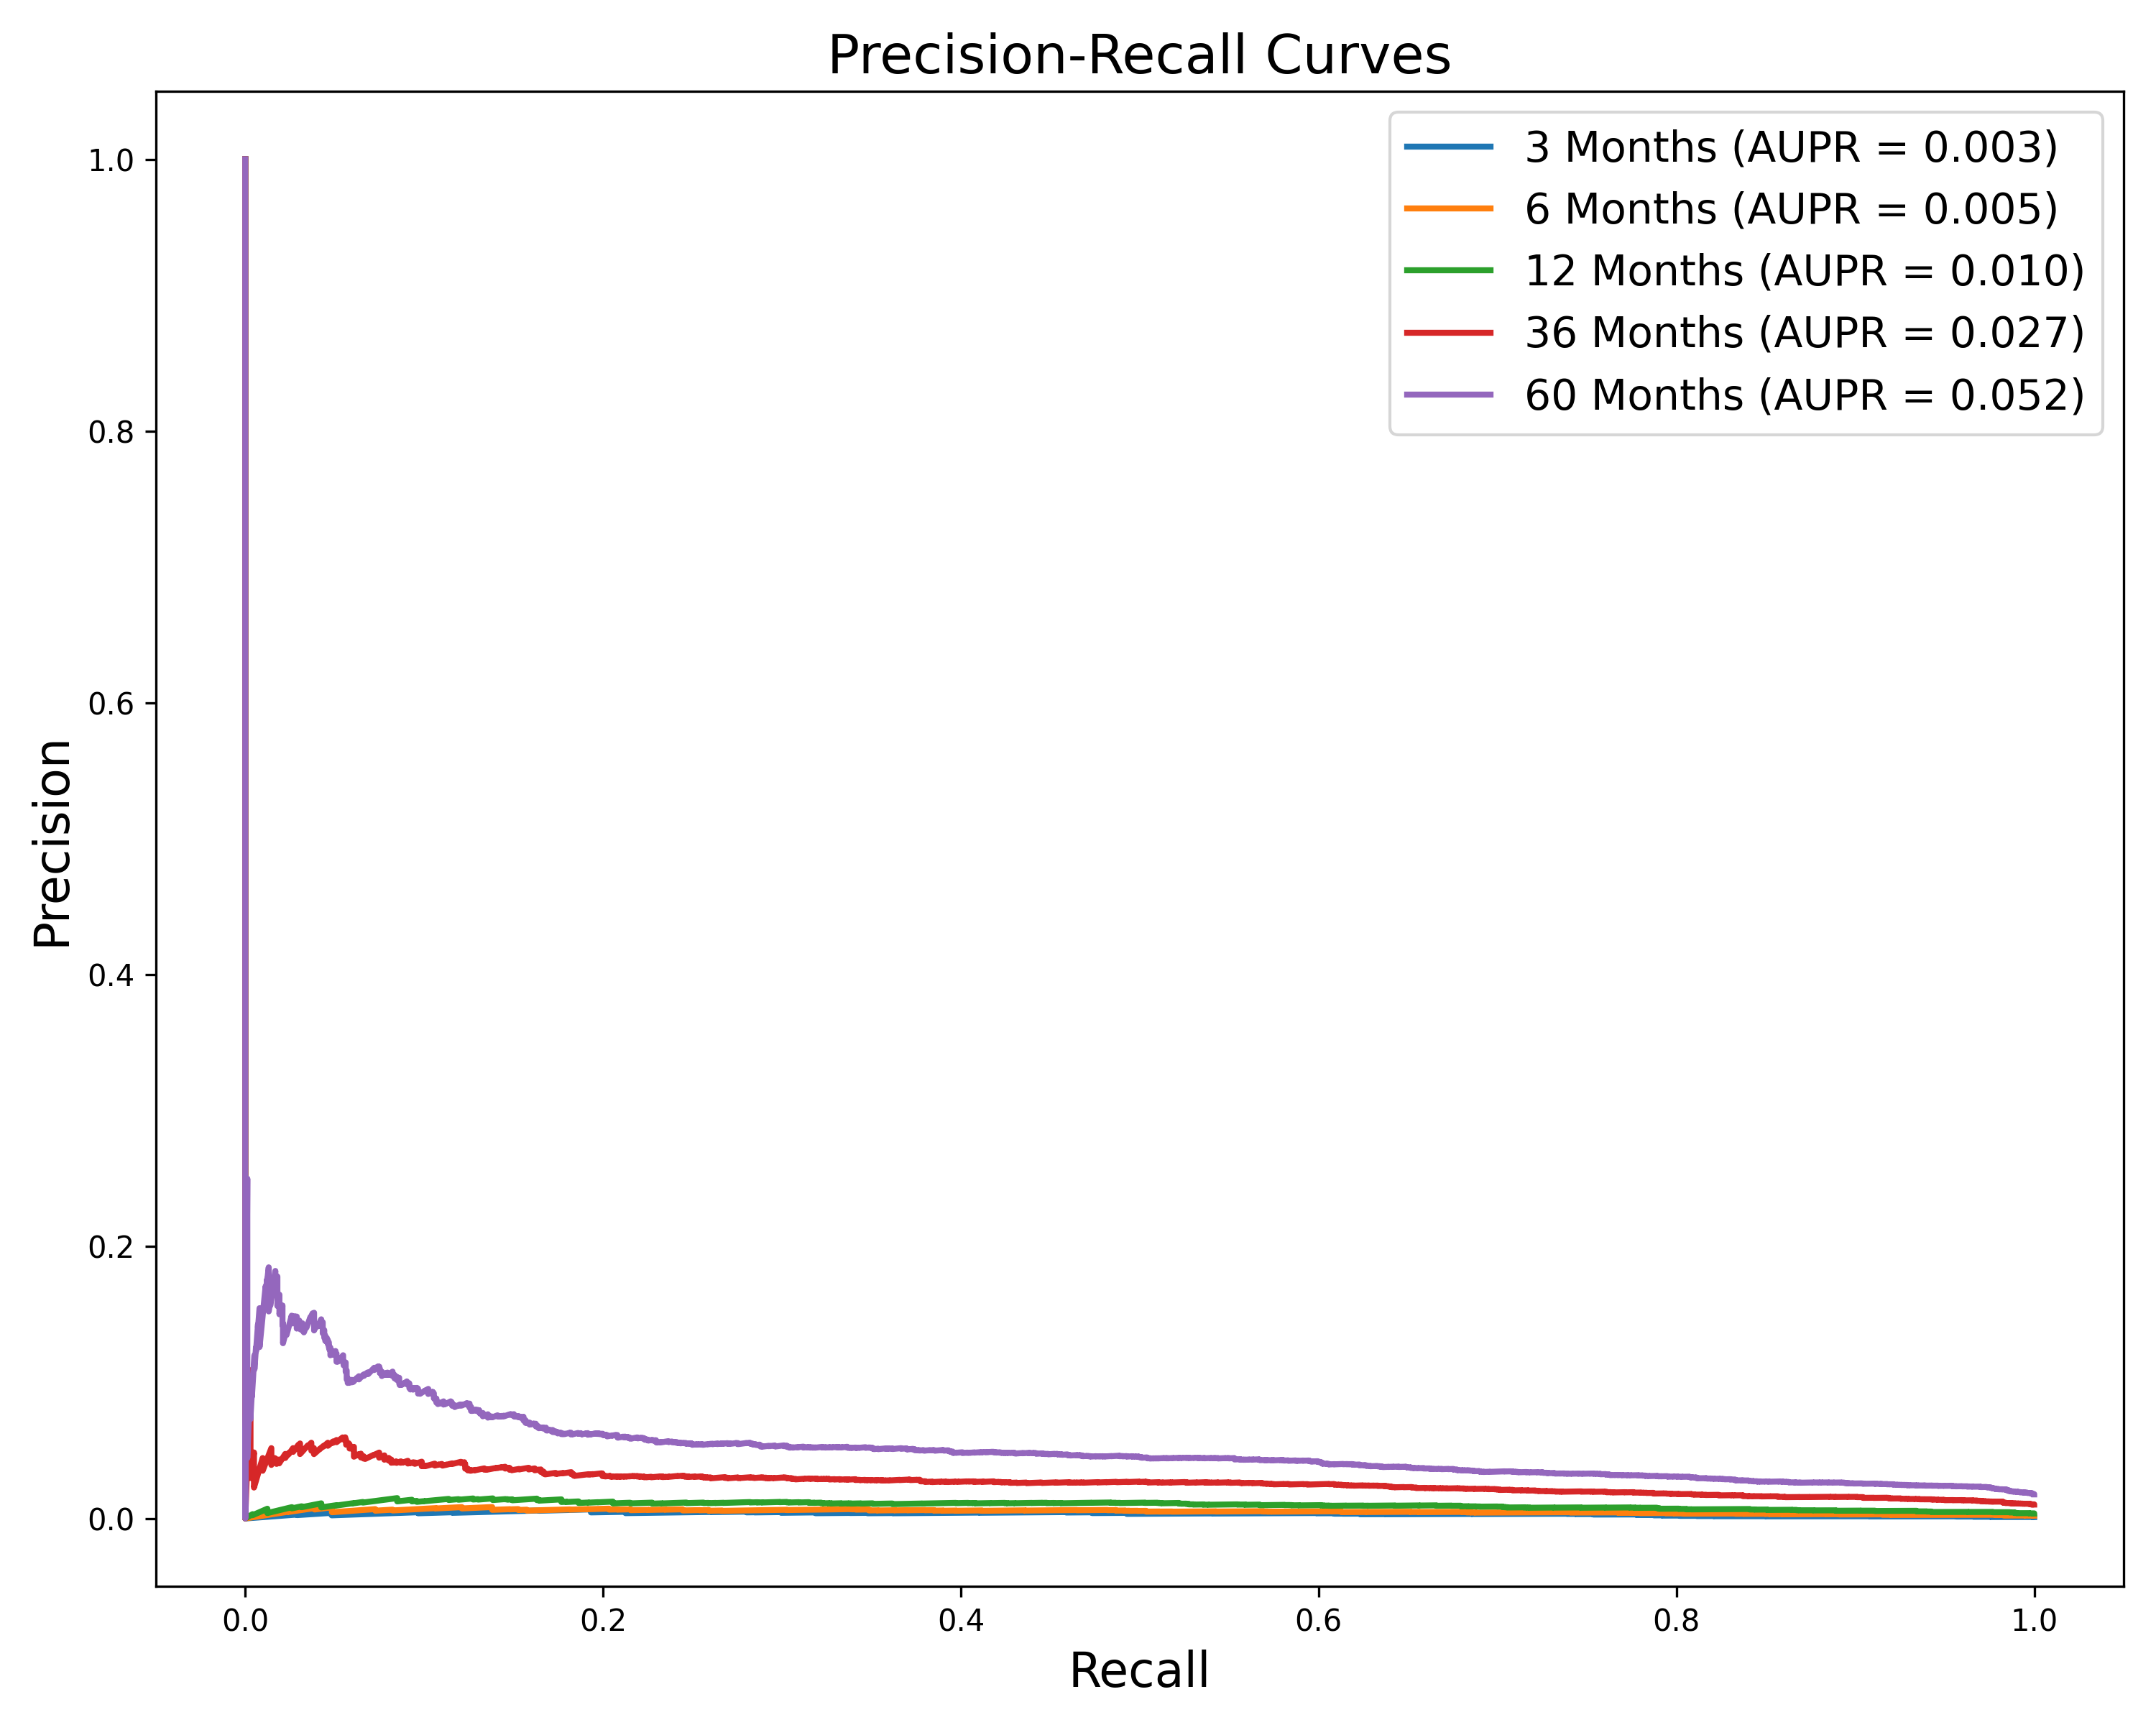 Precision-Recall Curves
3 Months (AUPR = 0.003)
6 Months (AUPR = 0.005)
12 Months (AUPR = 0.010)
36 Months (AUPR = 0.027)
60 Months (AUPR = 0.052)
Precision
1.0
0.8
0.6
0.4
0.2
0.0
0.0 0.2 0.4 0.6 0.8 1.0
Recall